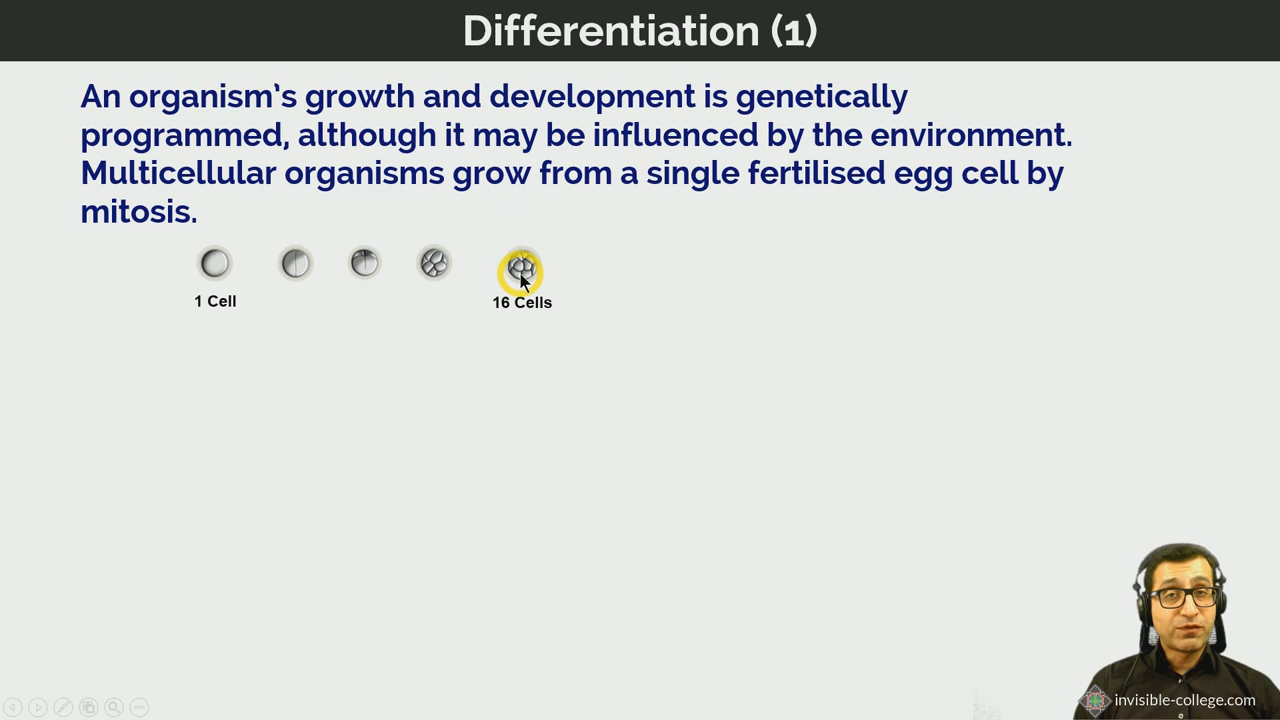 Differentiation (1)
An organism's growth and development is genetically
programmed, although it may be influenced by the environment.
Multicellular organisms grow from a single fertilised egg cell by
mitosis.
1 Cell
16 Cells
invisible-college.com